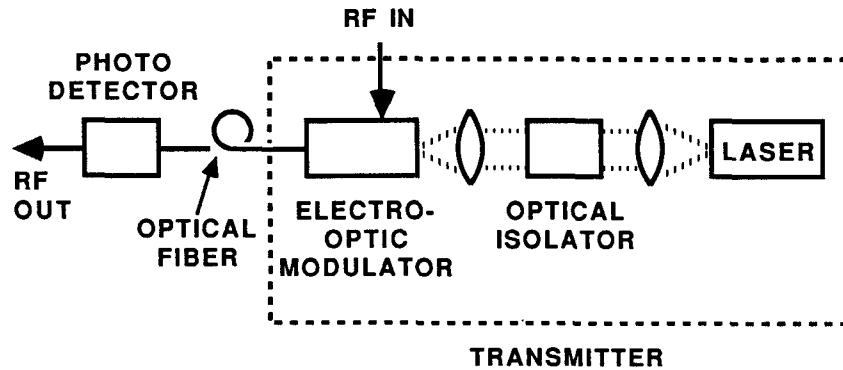 RF IN
PHOTO
DETECTOR
RF
OUT
OPTICAL
FIBER
ELECTRO-
OPTIC
MODULATOR
OPTICAL
ISOLATOR
LASER
TRANSMITTER